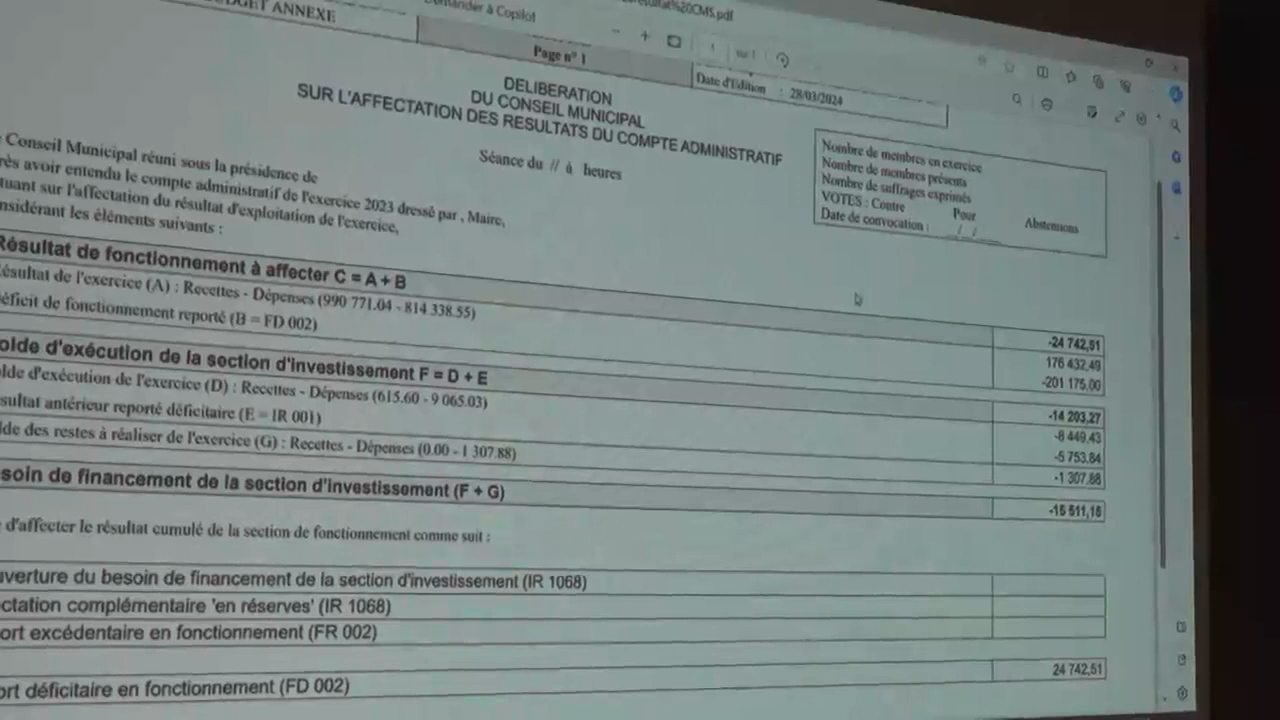 BUDGET ANNEXE
Demander à Copilot
Page n° 1
Date d'Edition : 28/03/2024
DELIBERATION
DU CONSEIL MUNICIPAL
SUR L'AFFECTATION DES RESULTATS DU COMPTE ADMINISTRATIF
Séance du // à heures
Nombre de membres en exercice
Nombre de membres présents
Nombre de suffrages exprimés
VOTES : Contre Pour Abstentions
Date de convocation : / /
Conseil Municipal réuni sous la présidence de
rès avoir entendu le compte administratif de l'exercice 2023 dressé par , Maire,
tuant sur l'affectation du résultat d'exploitation de l'exercice,
nsidérant les éléments suivants :
Résultat de fonctionnement à affecter C = A + B -24 742,51
ésultat de l'exercice (A) : Recettes - Dépenses (990 771.04 - 814 338.55) 176 432,49
éficit de fonctionnement reporté (B = FD 002) -201 175,00
olde d'exécution de la section d'investissement F = D + E -14 203,27
lde d'exécution de l'exercice (D) : Recettes - Dépenses (615.60 - 9 065.03) -8 449,43
sultat antérieur reporté déficitaire (E = IR 001) -5 753.84
lde des restes à réaliser de l'exercice (G) : Recettes - Dépenses (0.00 - 1 307.88) -1 307.88
soin de financement de la section d'investissement (F + G) -15 511,15
d'affecter le résultat cumulé de la section de fonctionnement comme suit :
uverture du besoin de financement de la section d'investissement (IR 1068)
ctation complémentaire 'en réserves' (IR 1068)
ort excédentaire en fonctionnement (FR 002)
ort déficitaire en fonctionnement (FD 002) 24 742,51